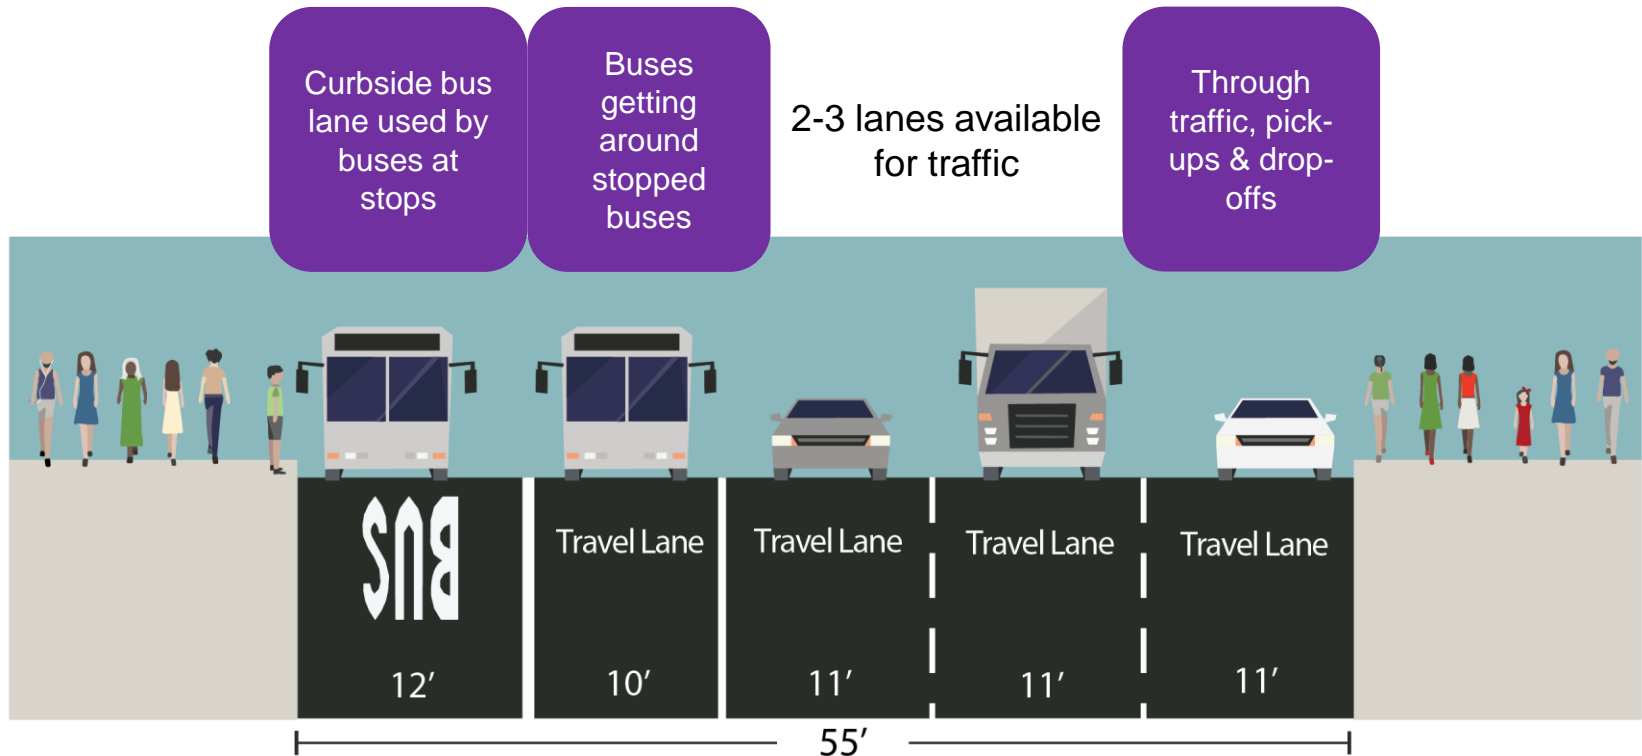 Curbside bus
lane used by
buses at
stops
Buses
getting
around
stopped
buses
2-3 lanes available
for traffic
Through
traffic, pick-
ups & drop-
offs
BUS
Travel Lane
Travel Lane
Travel Lane
Travel Lane
12′
10′
11′
11′
11′
55′